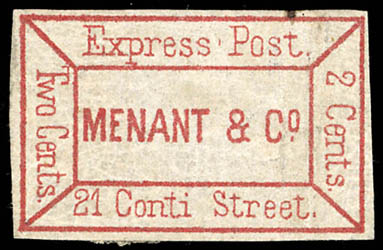 Express Post.
Two Cents.
MENANT & Cº
2 Cents.
21 Conti Street.